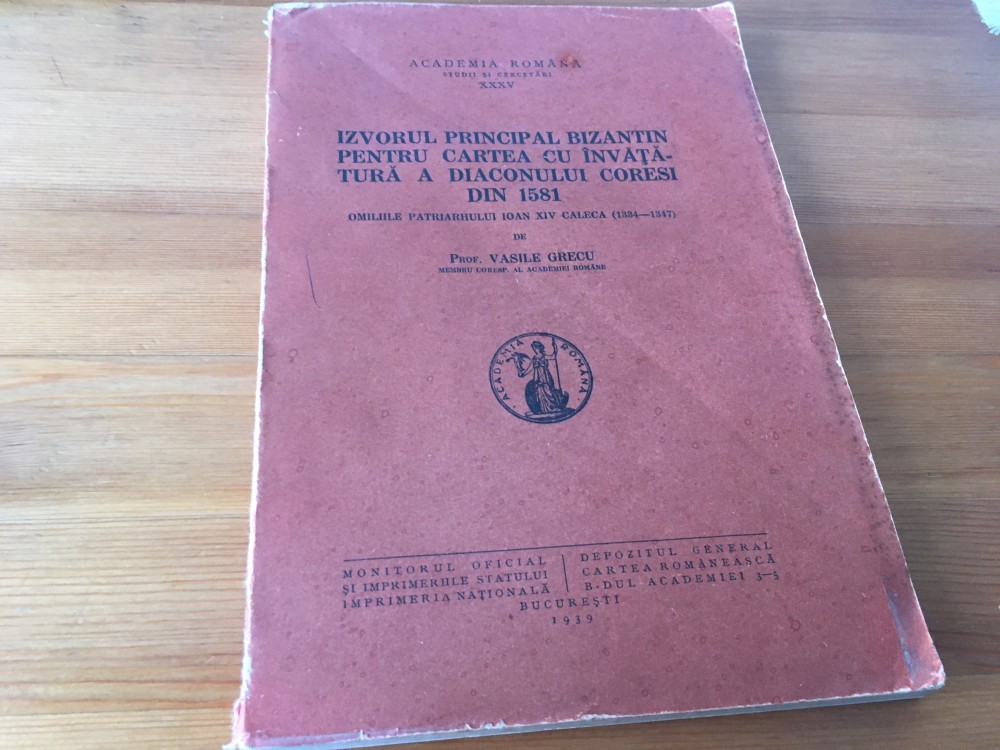 ACADEMIA ROMÂNĂ
STUDII ȘI CERCETĂRI
XXXV
IZVORUL PRINCIPAL BIZANTIN
PENTRU CARTEA CU ÎNVĂȚĂ-
TURĂ A DIACONULUI CORESI
DIN 1581
OMILIILE PATRIARHULUI IOAN XIV CALECA (1334—1347)
DE
PROF. VASILE GRECU
MEMBRU CORESP. AL ACADEMIEI ROMÂNE
ACADEMIA ROMÂNĂ
MONITORUL OFICIAL
ȘI IMPRIMERIILE STATULUI
IMPRIMERIA NAȚIONALĂ
DEPOZITUL GENERAL
CARTEA ROMÂNEASCĂ
B-DUL ACADEMIEI 3—5
BUCUREȘTI
1939